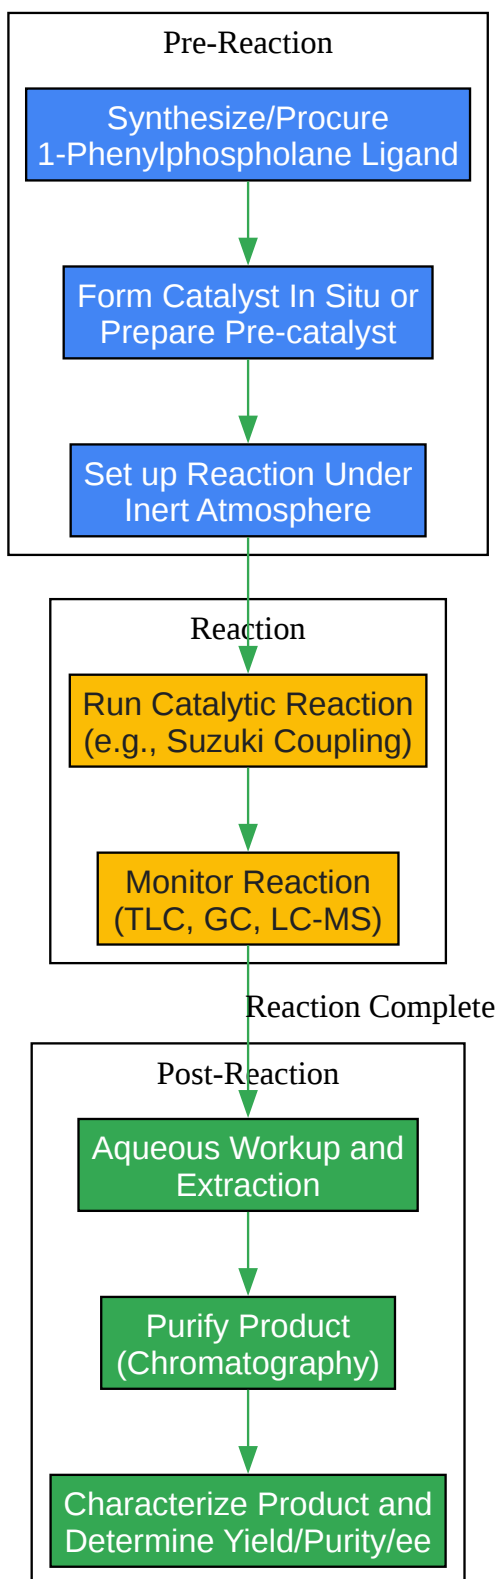 Pre-Reaction
Synthesize/Procure
1-Phenylphospholane Ligand
Form Catalyst In Situ or
Prepare Pre-catalyst
Set up Reaction Under
Inert Atmosphere
Reaction
Run Catalytic Reaction
(e.g., Suzuki Coupling)
Monitor Reaction
(TLC, GC, LC-MS)
Reaction Complete
Post-Reaction
Aqueous Workup and
Extraction
Purify Product
(Chromatography)
Characterize Product and
Determine Yield/Purity/ee